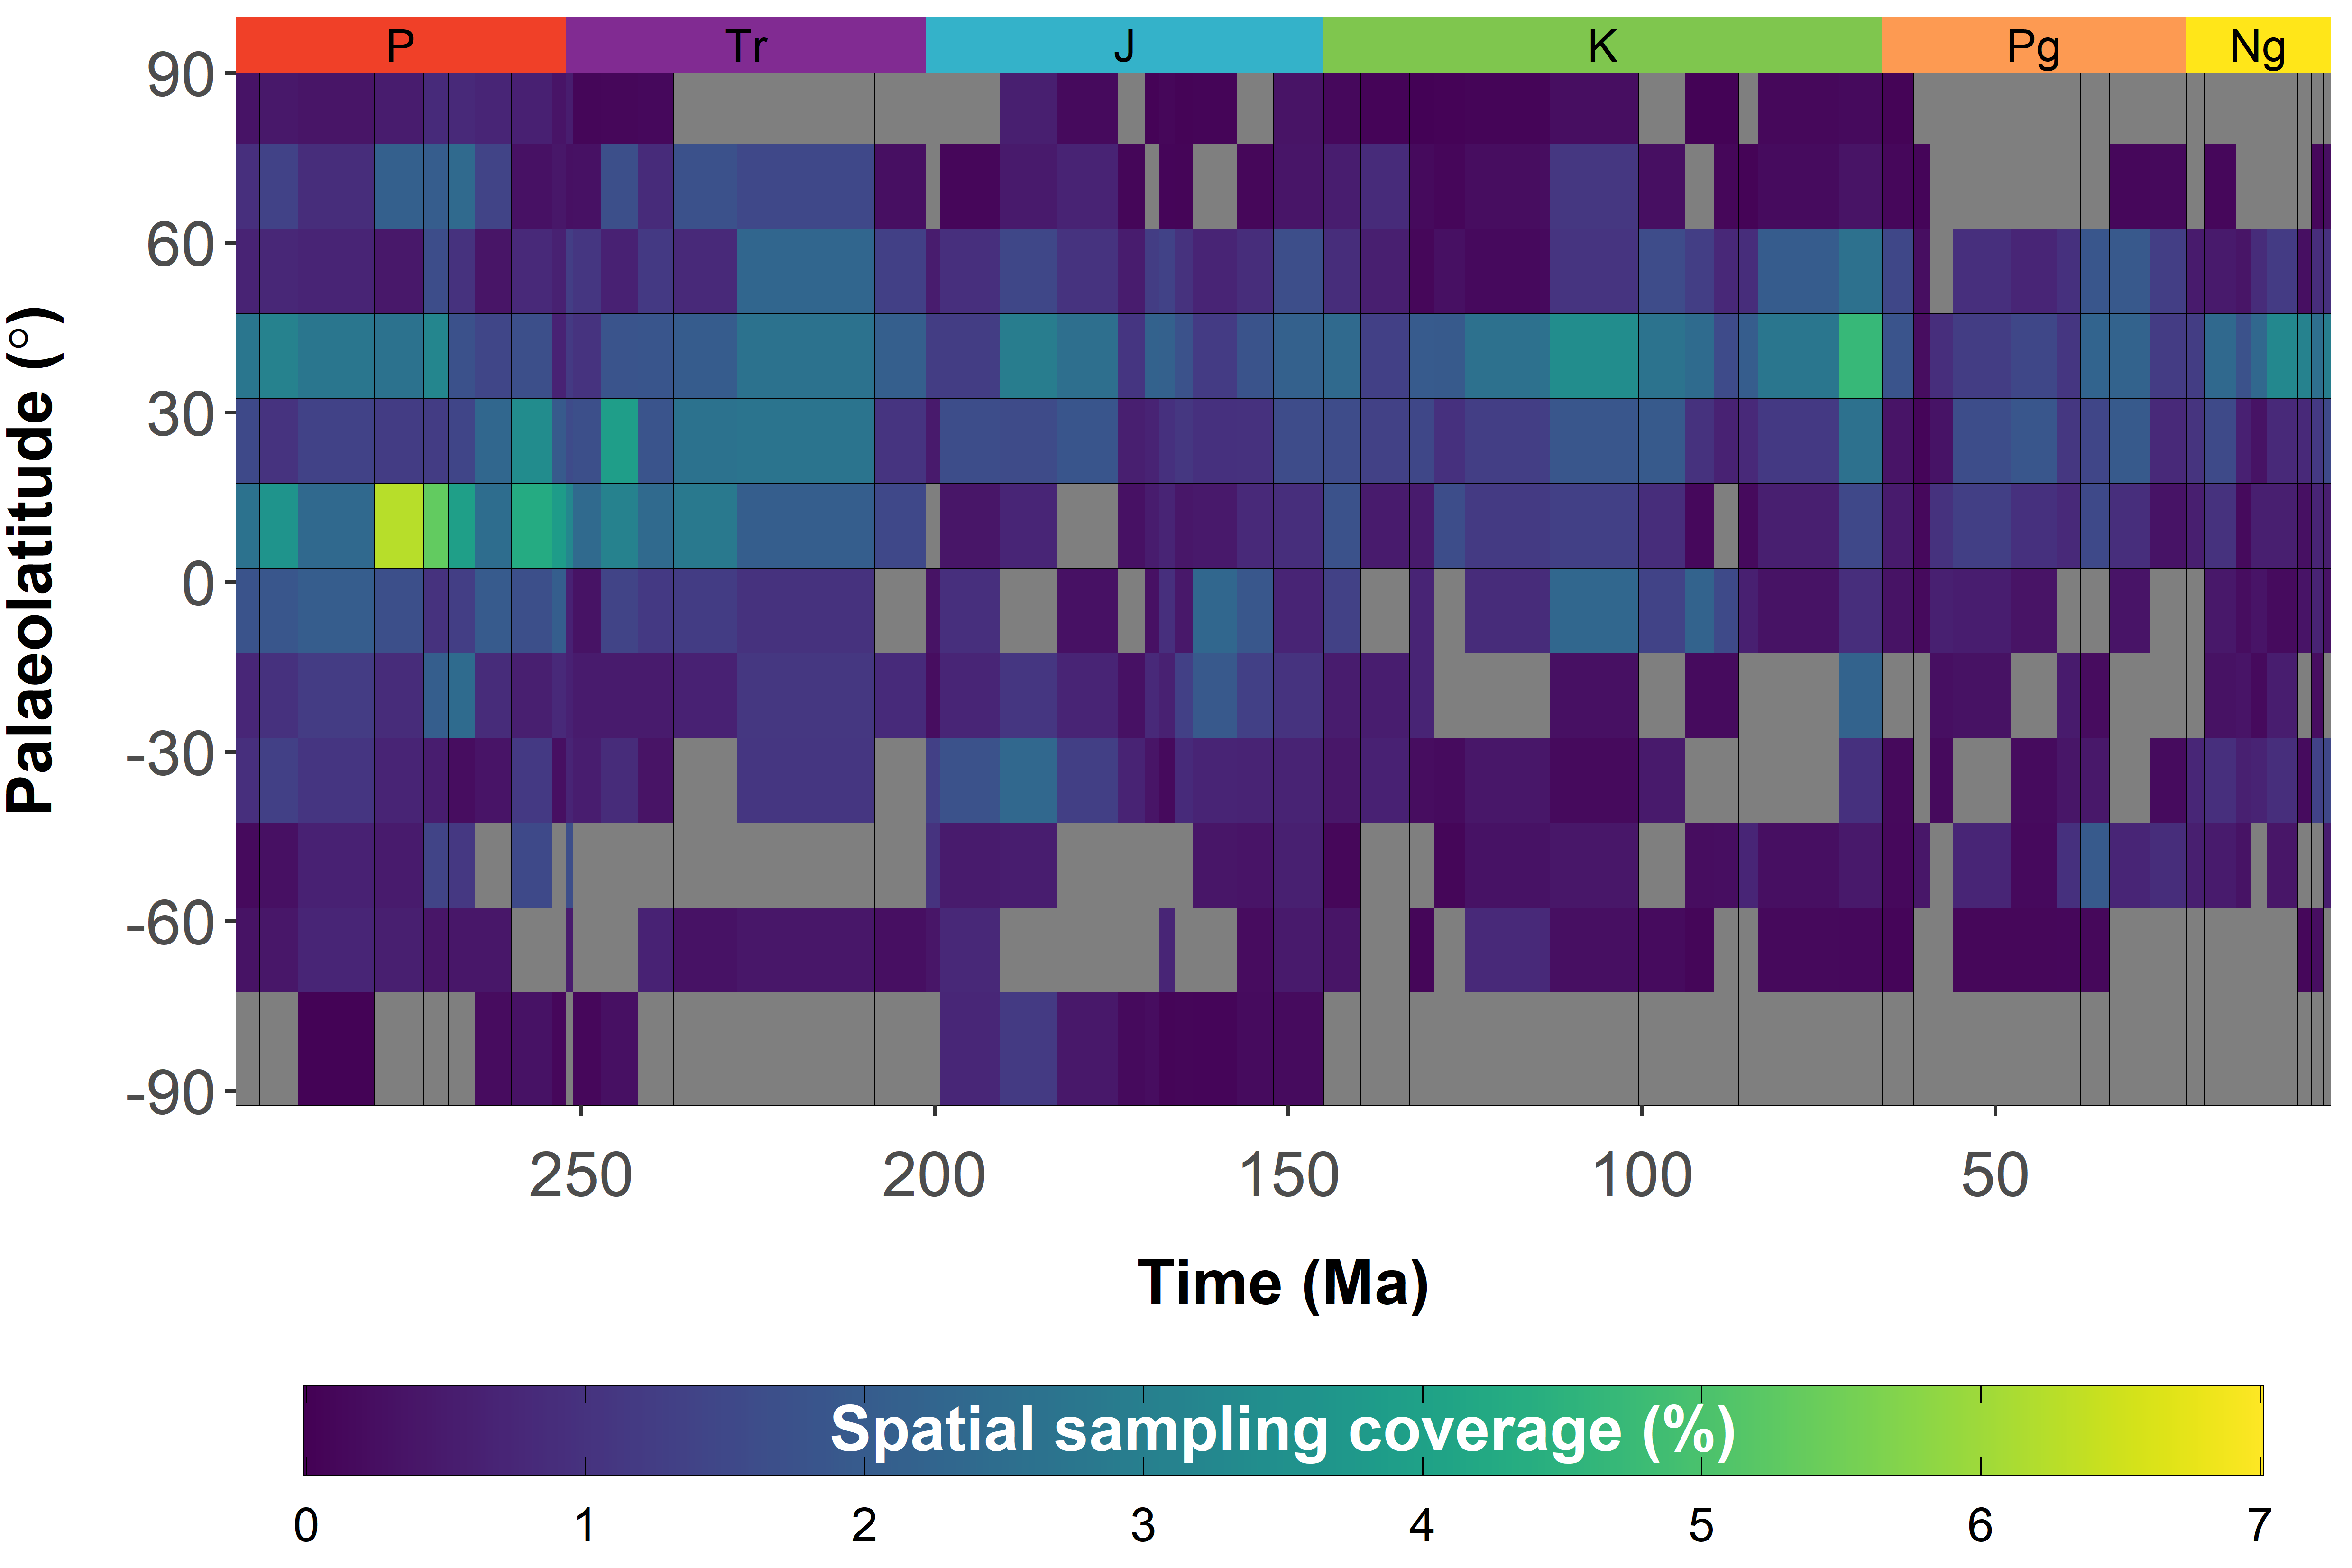 P Tr J K Pg Ng
90
60
30
0
-30
-60
-90
Palaeolatitude (°)
250 200 150 100 50
Time (Ma)
Spatial sampling coverage (%)
0 1 2 3 4 5 6 7